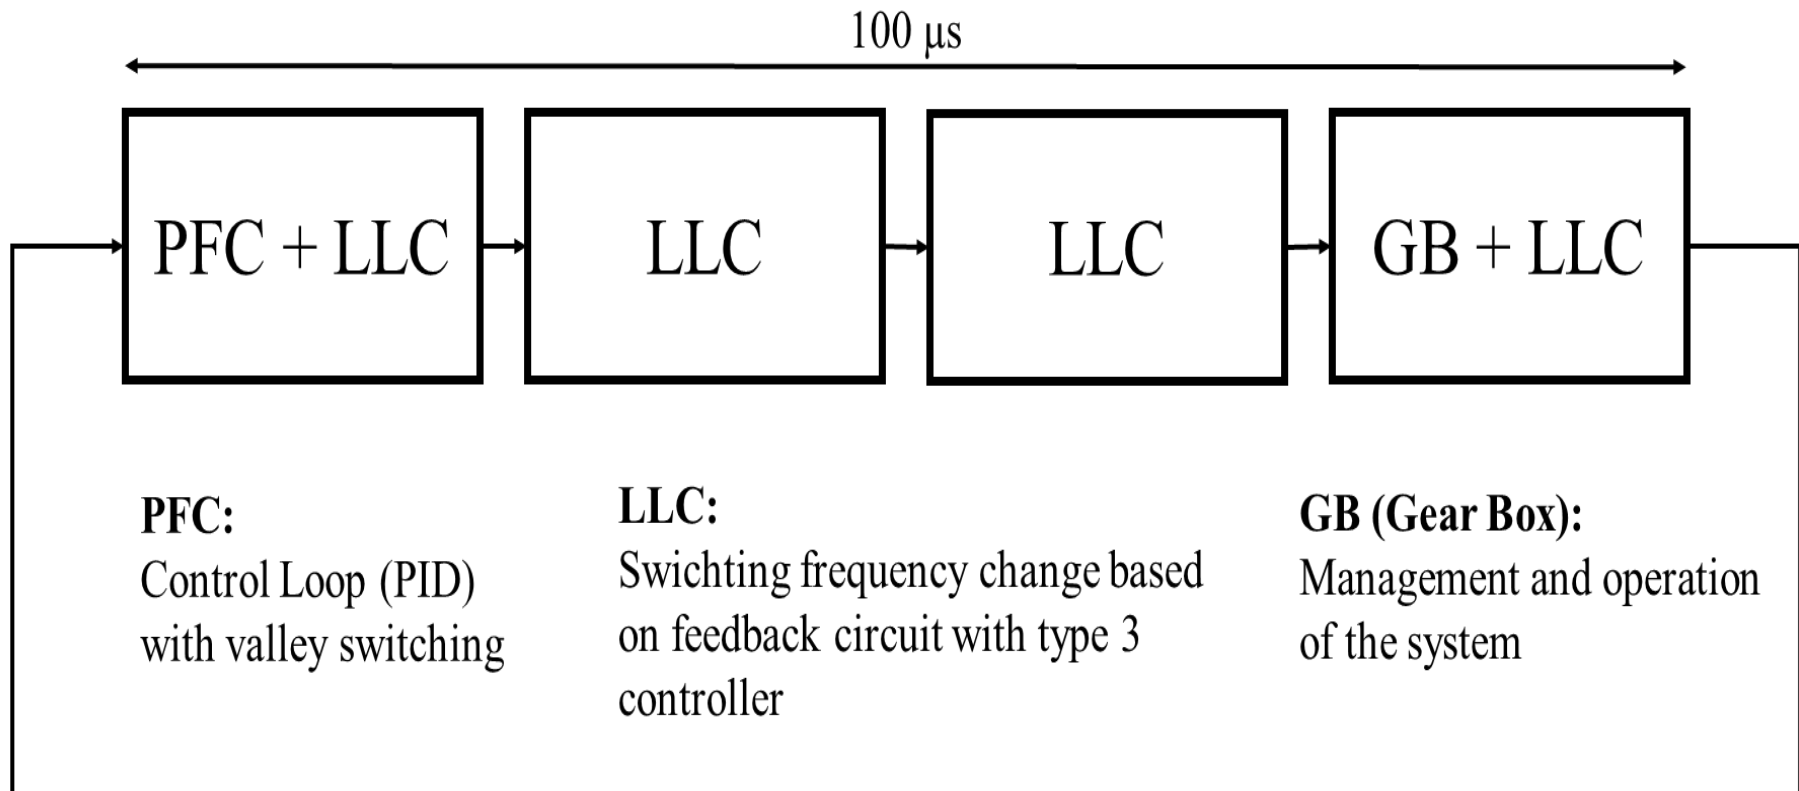 100 μs
PFC + LLC
LLC
LLC
GB + LLC
PFC:
Control Loop (PID)
with valley switching
LLC:
Swichting frequency change based
on feedback circuit with type 3
controller
GB (Gear Box):
Management and operation
of the system